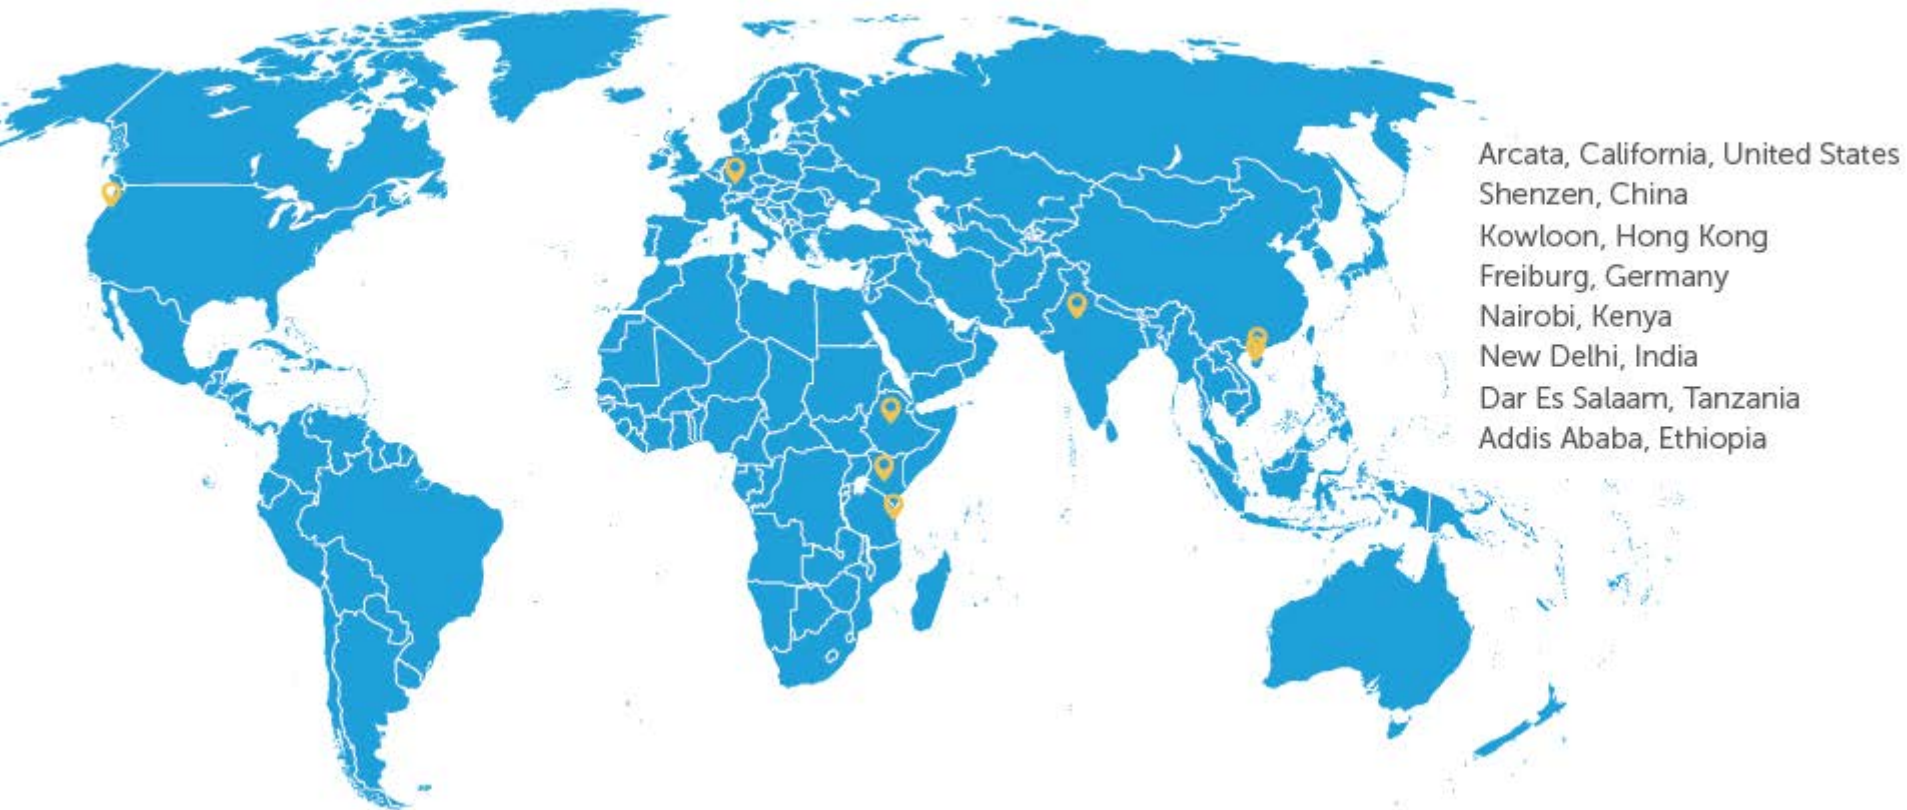 Arcata, California, United States
Shenzen, China
Kowloon, Hong Kong
Freiburg, Germany
Nairobi, Kenya
New Delhi, India
Dar Es Salaam, Tanzania
Addis Ababa, Ethiopia